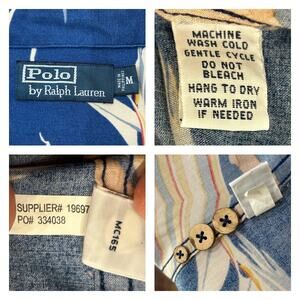 Polo
by Ralph Lauren
M
MACHINE
WASH COLD
GENTLE CYCLE
DO NOT
BLEACH
HANG TO DRY
WARM IRON
IF NEEDED
SUPPLIER# 19697
PO# 334038
MC165